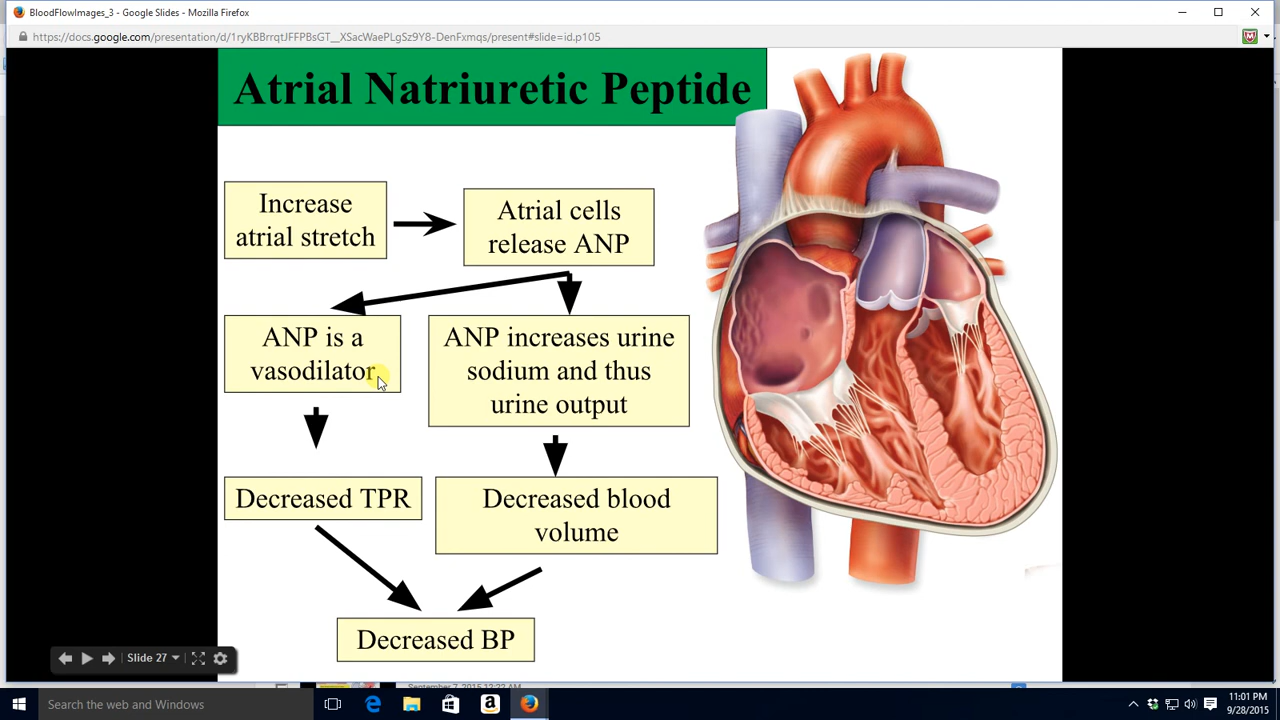 BloodFlowImages_3 - Google Slides - Mozilla Firefox
https://docs.google.com/presentation/d/1ryKBBrrqtJFFPBsGT__XSacWaePLgSz9Y8-DenFxmqs/present#slide=id.p105
Atrial Natriuretic Peptide
Increase
atrial stretch
Atrial cells
release ANP
ANP is a
vasodilator
ANP increases urine
sodium and thus
urine output
Decreased TPR
Decreased blood
volume
Decreased BP
Slide 27
Search the web and Windows
11:01 PM
9/28/2015